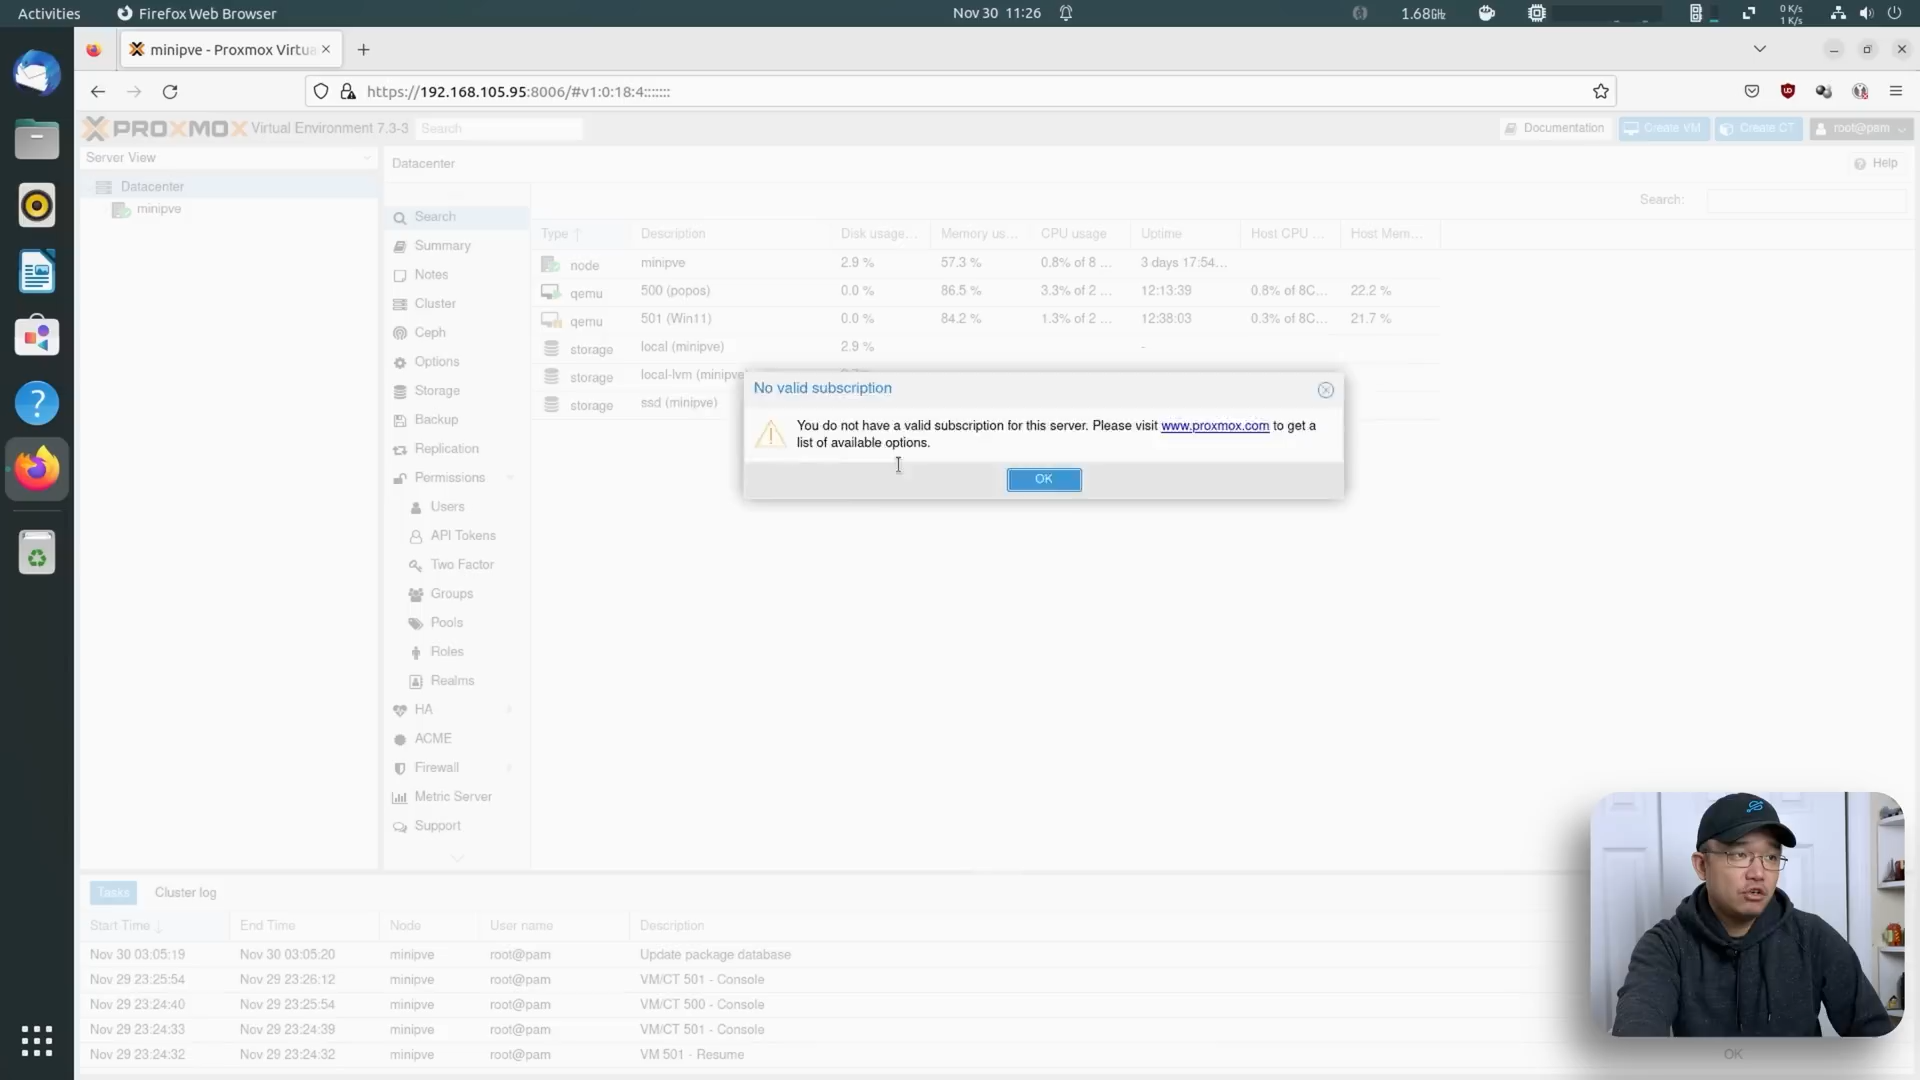 Activities
Firefox Web Browser
Nov 30 11:26
1.68GHz
0 K/s
1 K/s
minipve - Proxmox Virtua
https://192.168.105.95:8006/#v1:0:18:4:::::::
PROXMOX Virtual Environment 7.3-3
Search
Documentation
Create VM
Create CT
root@pam
Server View
Datacenter
minipve
Datacenter
Help
Search:
Search
Summary
Notes
Cluster
Ceph
Options
Storage
Backup
Replication
Permissions
Users
API Tokens
Two Factor
Groups
Pools
Roles
Realms
HA
ACME
Firewall
Metric Server
Support
Type Description Disk usage... Memory us... CPU usage Uptime Host CPU ... Host Mem...
node minipve 2.9 % 57.3 % 0.8% of 8 ... 3 days 17:54...
qemu 500 (popos) 0.0 % 86.5 % 3.3% of 2 ... 12:13:39 0.8% of 8C... 22.2 %
qemu 501 (Win11) 0.0 % 84.2 % 1.3% of 2 ... 12:38:03 0.3% of 8C... 21.7 %
storage local (minipve) 2.9 % -
storage local-lvm (minipve
storage ssd (minipve)
No valid subscription
You do not have a valid subscription for this server. Please visit www.proxmox.com to get a
list of available options.
OK
Tasks
Cluster log
Start Time End Time Node User name Description
Nov 30 03:05:19 Nov 30 03:05:20 minipve root@pam Update package database
Nov 29 23:25:54 Nov 29 23:26:12 minipve root@pam VM/CT 501 - Console
Nov 29 23:24:40 Nov 29 23:25:54 minipve root@pam VM/CT 500 - Console
Nov 29 23:24:33 Nov 29 23:24:39 minipve root@pam VM/CT 501 - Console
Nov 29 23:24:32 Nov 29 23:24:32 minipve root@pam VM 501 - Resume
OK